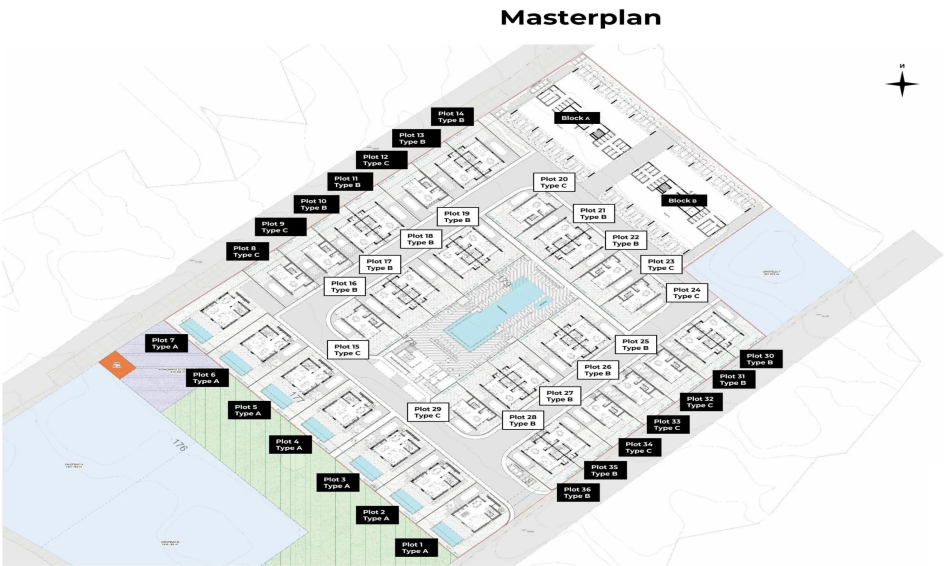 Masterplan
И
Plot 14
Type B
Plot 13
Type B
Plot 12
Type C
Plot 11
Type B
Plot 10
Type B
Plot 9
Type C
Plot 8
Type C
Block A
Block B
Plot 20
Type C
Plot 21
Type B
Plot 22
Type B
Plot 23
Type C
Plot 24
Type C
Plot 19
Type B
Plot 18
Type B
Plot 17
Type B
Plot 16
Type B
Plot 15
Type C
Plot 25
Type B
Plot 26
Type B
Plot 27
Type B
Plot 28
Type B
Plot 29
Type C
Plot 30
Type B
Plot 31
Type B
Plot 32
Type C
Plot 33
Type C
Plot 34
Type C
Plot 35
Type B
Plot 36
Type B
Plot 7
Type A
Plot 6
Type A
Plot 5
Type A
Plot 4
Type A
Plot 3
Type A
Plot 2
Type A
Plot 1
Type A
176